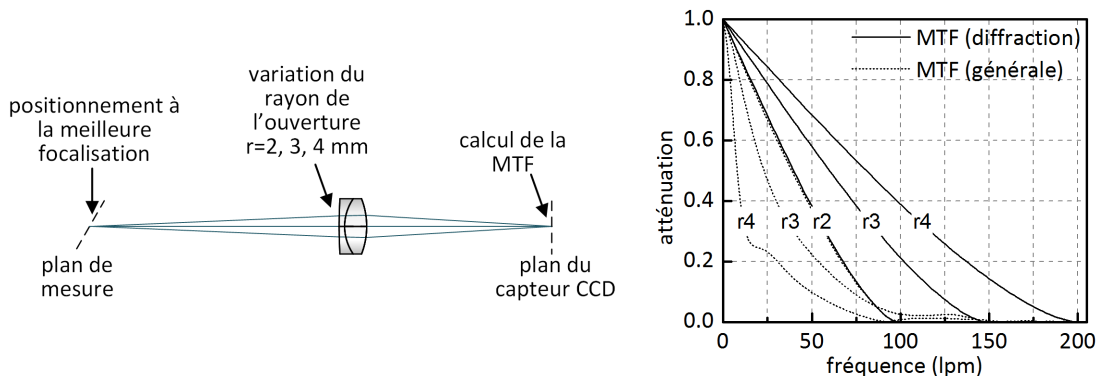 positionnement à
la meilleure
focalisation
variation du
rayon de
l'ouverture
r=2, 3, 4 mm
calcul de la
MTF
plan de
mesure
plan du
capteur CCD
MTF (diffraction)
MTF (générale)
1.0
0.8
0.6
0.4
0.2
0.0
atténuation
r4 r3 r2 r3 r4
0 50 100 150 200
fréquence (lpm)